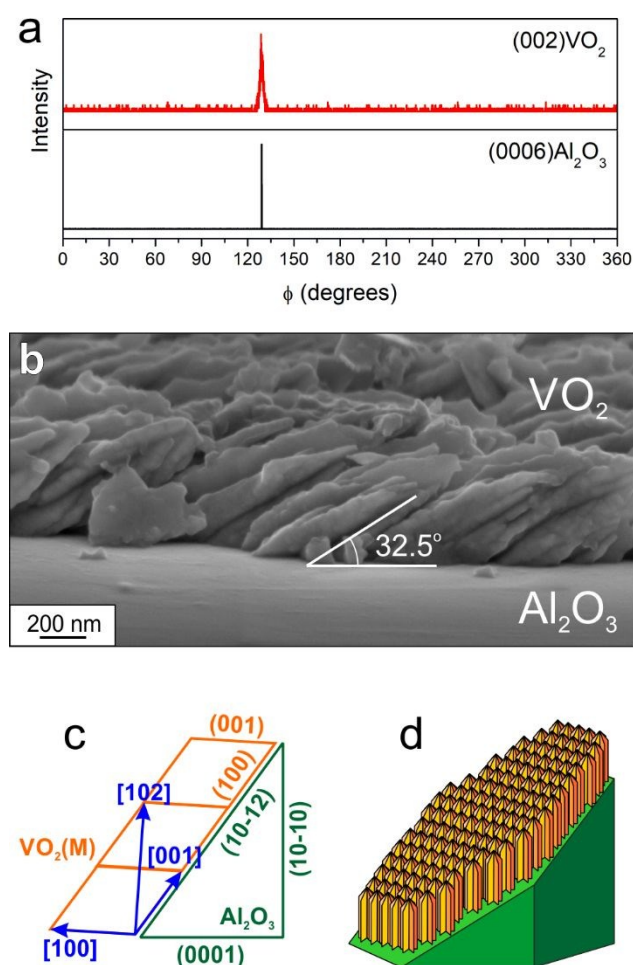 a
(002)VO₂
(0006)Al₂O₃
Intensity
0 30 60 90 120 150 180 210 240 270 300 330 360
ϕ (degrees)
b
VO₂
32.5°
Al₂O₃
200 nm
c
d
(001)
(100)
[102]
(10-12)
(10-10)
VO₂(M)
[001]
Al₂O₃
[100]
(0001)